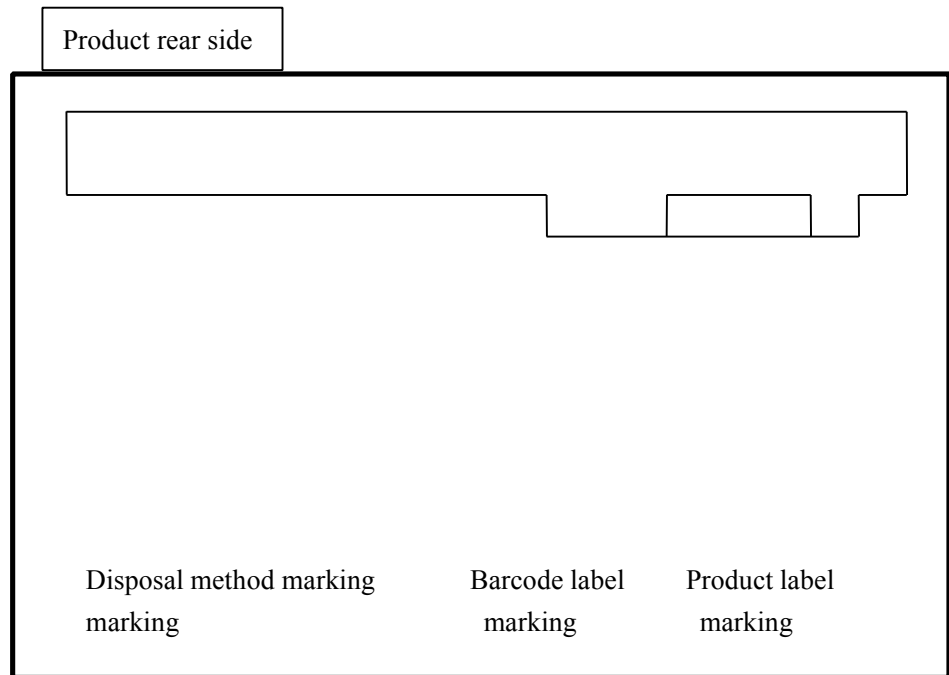 Product rear side
Disposal method marking
marking
Barcode label
marking
Product label
marking